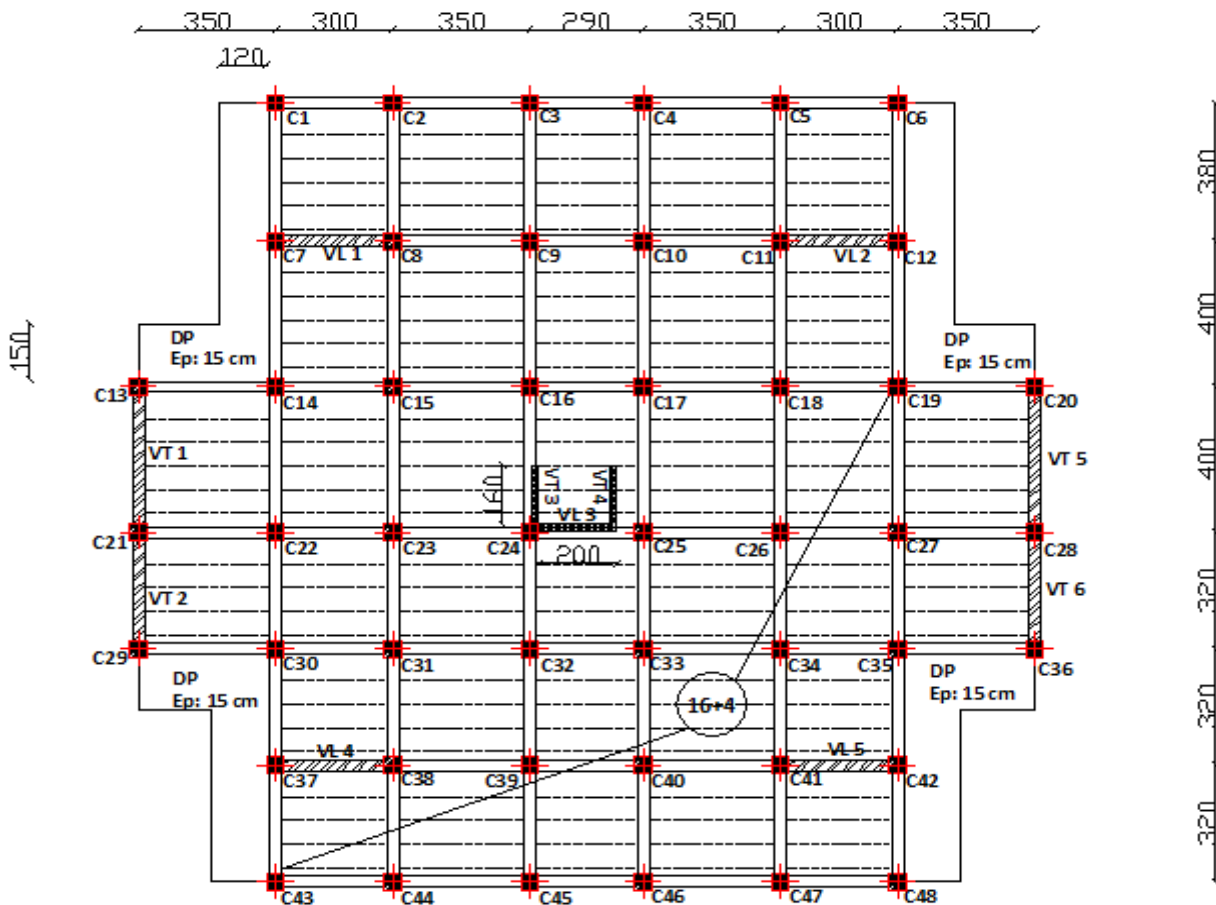 350 300 350 290 350 300 350
120
C1 C2 C3 C4 C5 C6
380
C7 VL 1 C8 C9 C10 C11 VL 2 C12
400
150
DP
Ep: 15 cm
DP
Ep: 15 cm
C13 C14 C15 C16 C17 C18 C19 C20
VT 1
VT 5
400
160
VT 3
VT 4
VL 3
C21 C22 C23 C24 C25 C26 C27 C28
200
VT 2
VT 6
320
C29 C30 C31 C32 C33 C34 C35 C36
DP
Ep: 15 cm
DP
Ep: 15 cm
16+4
320
VL 4
VL 5
C37 C38 C39 C40 C41 C42
320
C43 C44 C45 C46 C47 C48